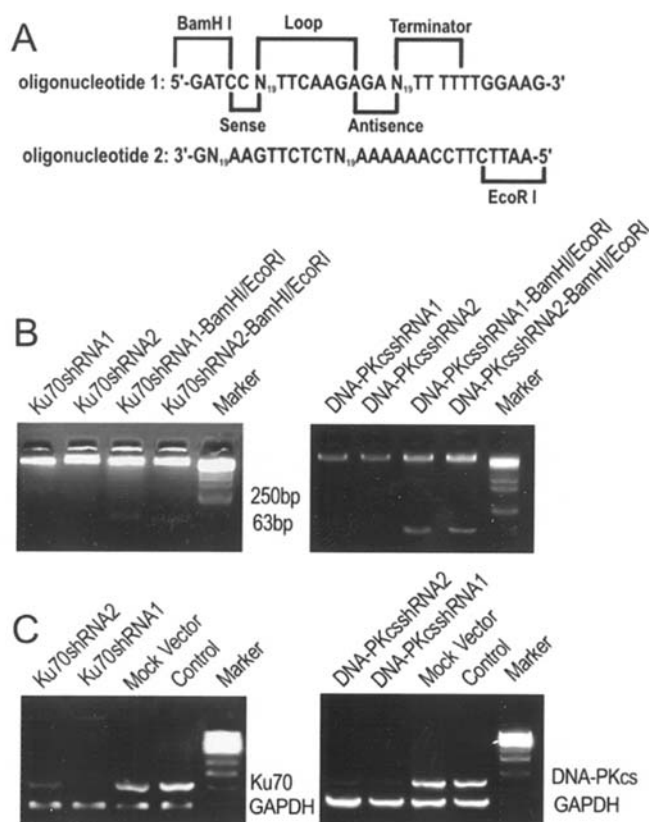 A
BamH I Loop Terminator
oligonucleotide 1: 5'-GATCCN₁₉TTCAAGAGAN₁₉TT TTTTGGAAG-3'
Sense Antisence
oligonucleotide 2: 3'-GN₁₉AAGTTCTCTN₁₉AAAAAACCTTCTTAA-5'
EcoR I
B
Ku70shRNA1
Ku70shRNA2
Ku70shRNA1-BamHI/EcoRI
Ku70shRNA2-BamHI/EcoRI
Marker
250bp
63bp
DNA-PKcsshRNA1
DNA-PKcsshRNA2
DNA-PKcsshRNA1-BamHI/EcoRI
DNA-PKcsshRNA2-BamHI/EcoRI
Marker
C
Ku70shRNA2
Ku70shRNA1
Mock Vector
Control
Marker
Ku70
GAPDH
DNA-PKcsshRNA2
DNA-PKcsshRNA1
Mock Vector
Control
Marker
DNA-PKcs
GAPDH